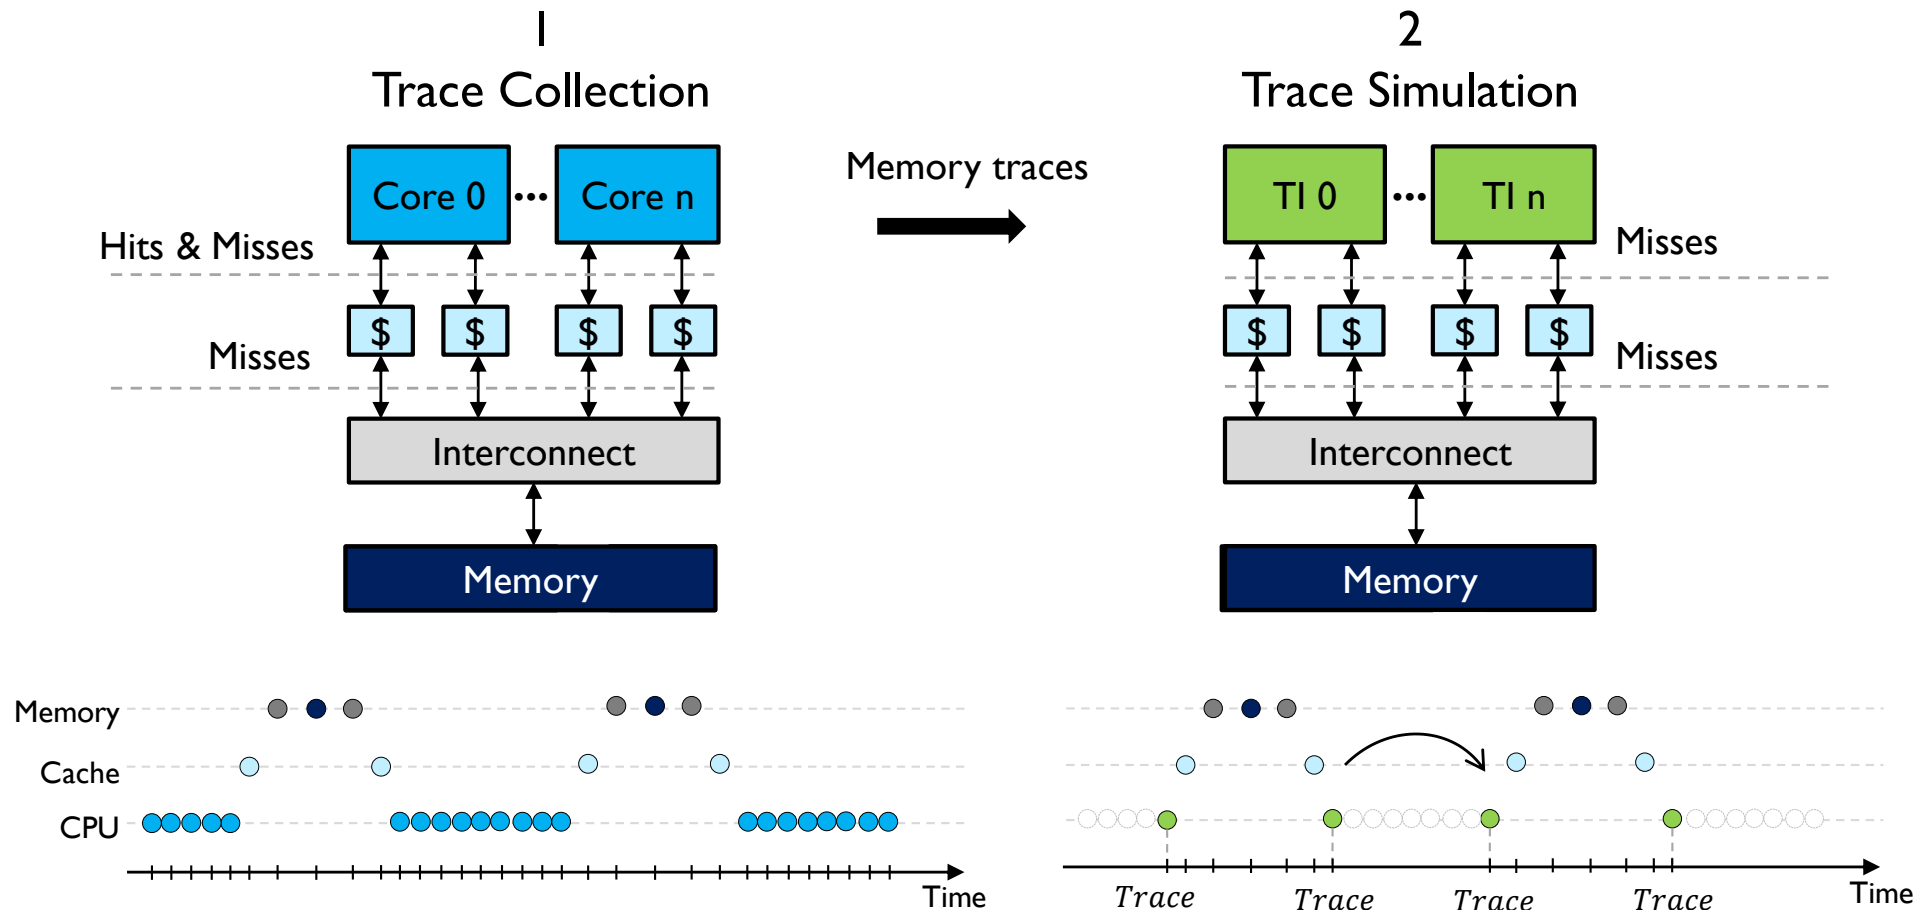 1
Trace Collection
Core 0 ... Core n
Hits & Misses
$ $ $ $
Misses
Interconnect
Memory
Memory traces
2
Trace Simulation
TI 0 ... TI n
Misses
$ $ $ $
Misses
Interconnect
Memory
Memory
Cache
CPU
Time
Trace Trace Trace Trace
Time